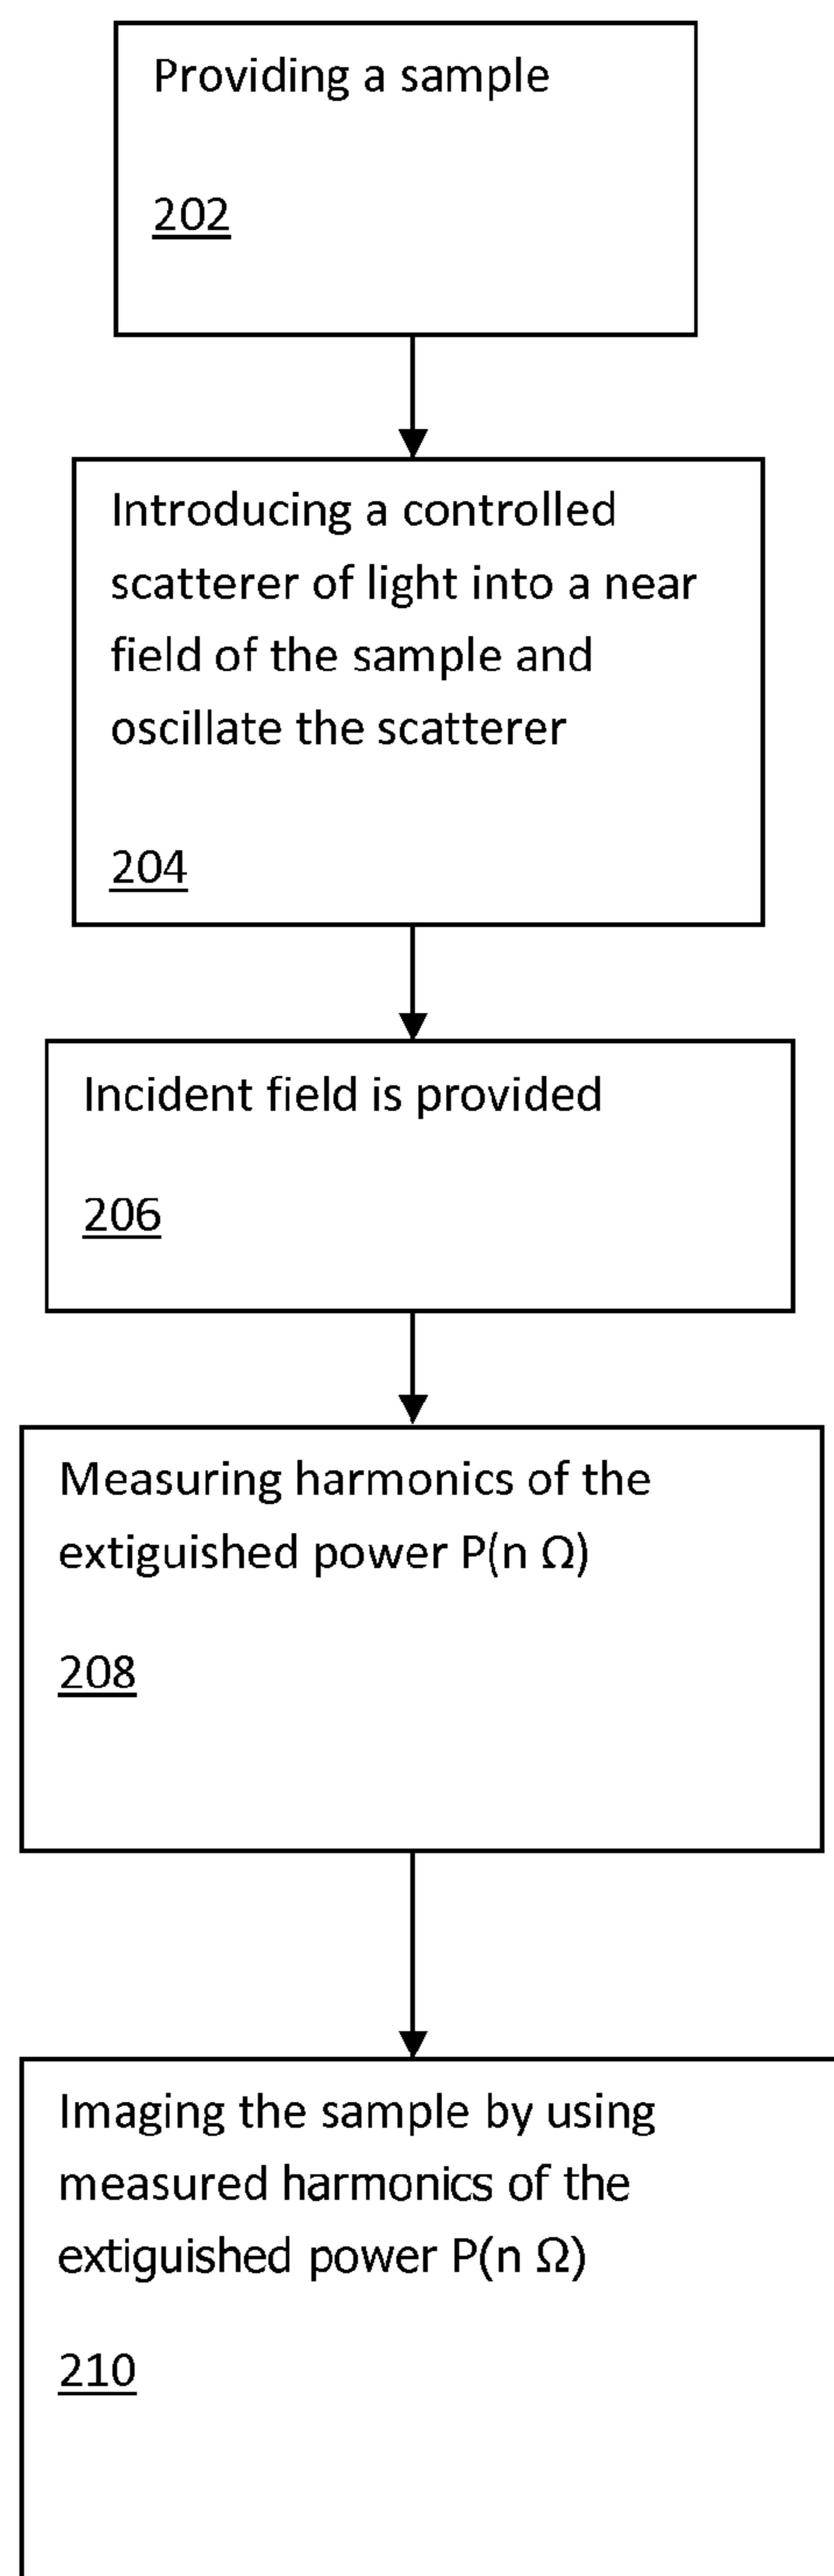 Providing a sample
202
Introducing a controlled
scatterer of light into a near
field of the sample and
oscillate the scatterer
204
Incident field is provided
206
Measuring harmonics of the
extiguished power P(n Ω)
208
Imaging the sample by using
measured harmonics of the
extiguished power P(n Ω)
210